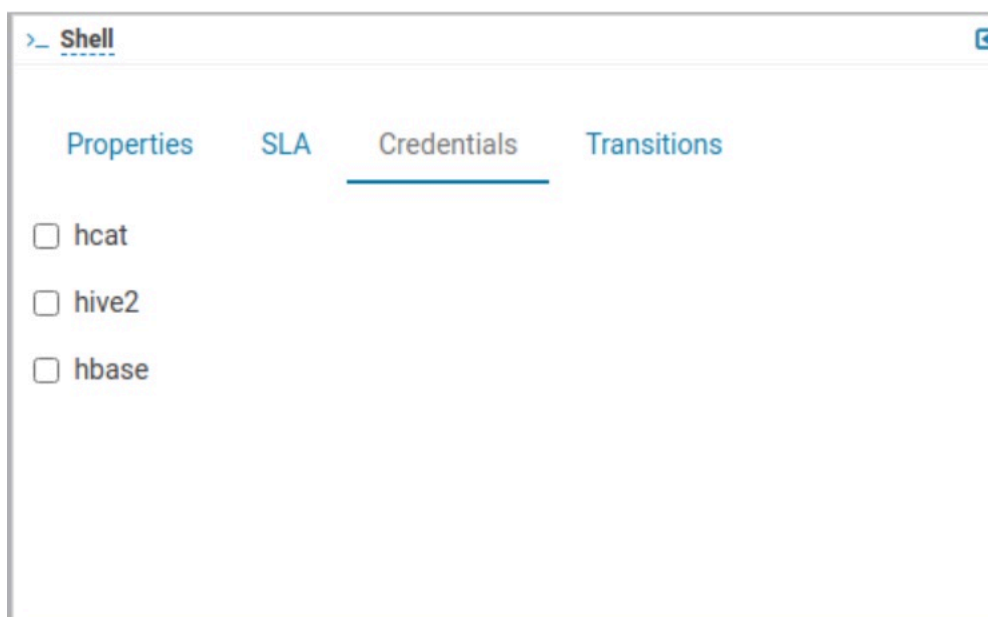 >_ Shell
Properties SLA Credentials Transitions
hcat
hive2
hbase